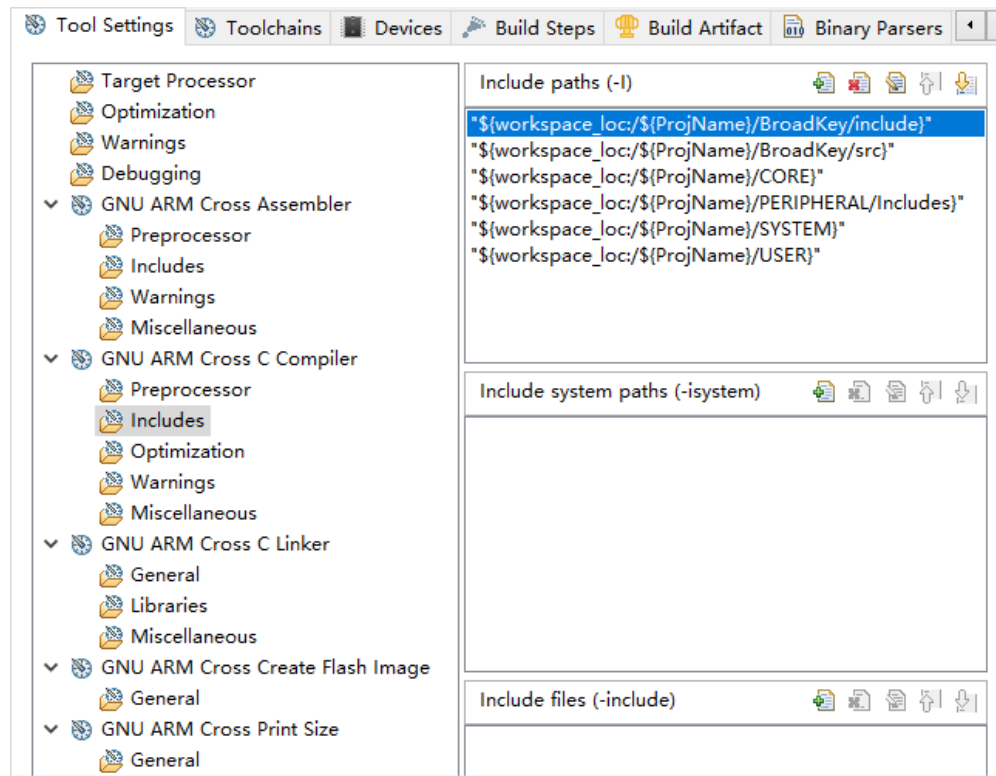 Tool Settings Toolchains Devices Build Steps Build Artifact Binary Parsers
Target Processor
Optimization
Warnings
Debugging
GNU ARM Cross Assembler
Preprocessor
Includes
Warnings
Miscellaneous
GNU ARM Cross C Compiler
Preprocessor
Includes
Optimization
Warnings
Miscellaneous
GNU ARM Cross C Linker
General
Libraries
Miscellaneous
GNU ARM Cross Create Flash Image
General
GNU ARM Cross Print Size
General
Include paths (-I)
"${workspace_loc:/${ProjName}/BroadKey/include}"
"${workspace_loc:/${ProjName}/BroadKey/src}"
"${workspace_loc:/${ProjName}/CORE}"
"${workspace_loc:/${ProjName}/PERIPHERAL/Includes}"
"${workspace_loc:/${ProjName}/SYSTEM}"
"${workspace_loc:/${ProjName}/USER}"
Include system paths (-isystem)
Include files (-include)